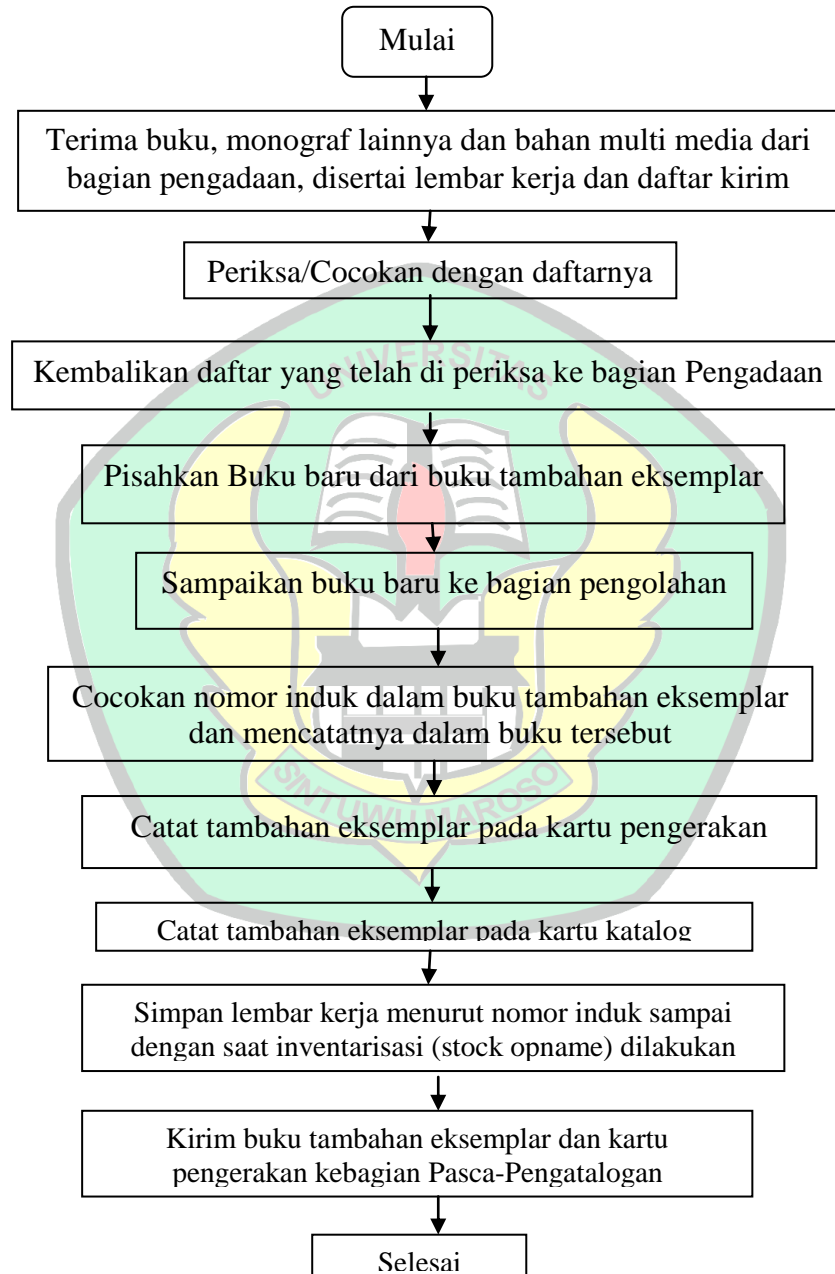 Mulai
Terima buku, monograf lainnya dan bahan multi media dari
bagian pengadaan, disertai lembar kerja dan daftar kirim
Periksa/Cocokan dengan daftarnya
Kembalikan daftar yang telah di periksa ke bagian Pengadaan
UNIVERSITAS
Pisahkan Buku baru dari buku tambahan eksemplar
Sampaikan buku baru ke bagian pengolahan
Cocokan nomor induk dalam buku tambahan eksemplar
dan mencatatnya dalam buku tersebut
SINTUWU MAROSO
Catat tambahan eksemplar pada kartu pengerakan
Catat tambahan eksemplar pada kartu katalog
Simpan lembar kerja menurut nomor induk sampai
dengan saat inventarisasi (stock opname) dilakukan
Kirim buku tambahan eksemplar dan kartu
pengerakan kebagian Pasca-Pengatalogan
Selesai